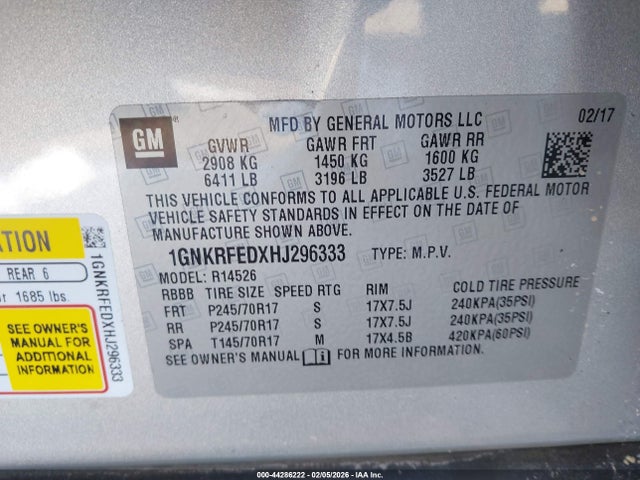 GM
MFD BY GENERAL MOTORS LLC 02/17
GVWR GAWR FRT GAWR RR
2908 KG 1450 KG 1600 KG
6411 LB 3196 LB 3527 LB
THIS VEHICLE CONFORMS TO ALL APPLICABLE U.S. FEDERAL MOTOR
VEHICLE SAFETY STANDARDS IN EFFECT ON THE DATE OF
MANUFACTURE SHOWN ABOVE.
1GNKRFEDXHJ296333 TYPE: M.P.V.
MODEL: R14526
RBBB TIRE SIZE SPEED RTG RIM COLD TIRE PRESSURE
FRT P245/70R17 S 17X7.5J 240KPA(35PSI)
RR P245/70R17 S 17X7.5J 240KPA(35PSI)
SPA T145/70R17 M 17X4.5B 420KPA(60PSI)
SEE OWNER'S MANUAL FOR MORE INFORMATION.
ATION
REAR 6
1685 lbs.
SEE OWNER'S
MANUAL FOR
ADDITIONAL
INFORMATION
1GNKRFEDXHJ296333
000-44286222 - 02/05/2026 - IAA Inc.